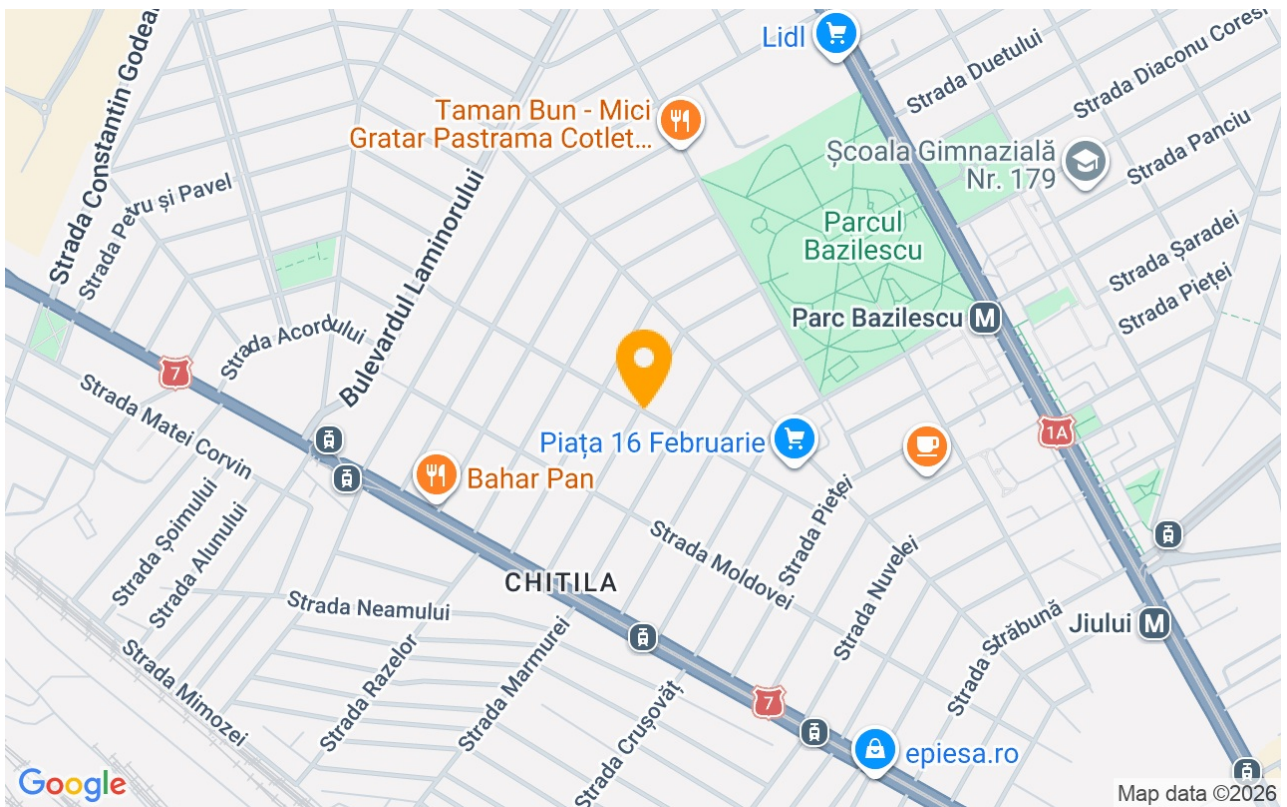 Lidl
Strada Duetului
Strada Diaconu Coresi
Strada Constantin Godean
Taman Bun - Mici
Gratar Pastrama Cotlet...
Strada Panciu
Școala Gimnazială
Nr. 179
Strada Petru și Pavel
Bulevardul Laminorului
Parcul
Bazilescu
Strada Șaradei
Strada Pieței
Parc Bazilescu M
Strada Acordului
7
Strada Matei Corvin
1A
Piața 16 Februarie
Bahar Pan
Strada Șoimului
Strada Alunului
Strada Moldovei
Strada Pieței
Strada Nuvelei
CHITILA
Strada Neamului
Strada Străbună
Jiului M
Strada Mimozei
Strada Razelor
Strada Marmurei
Strada Crușovăț
7
epiesa.ro
Google
Map data ©2026